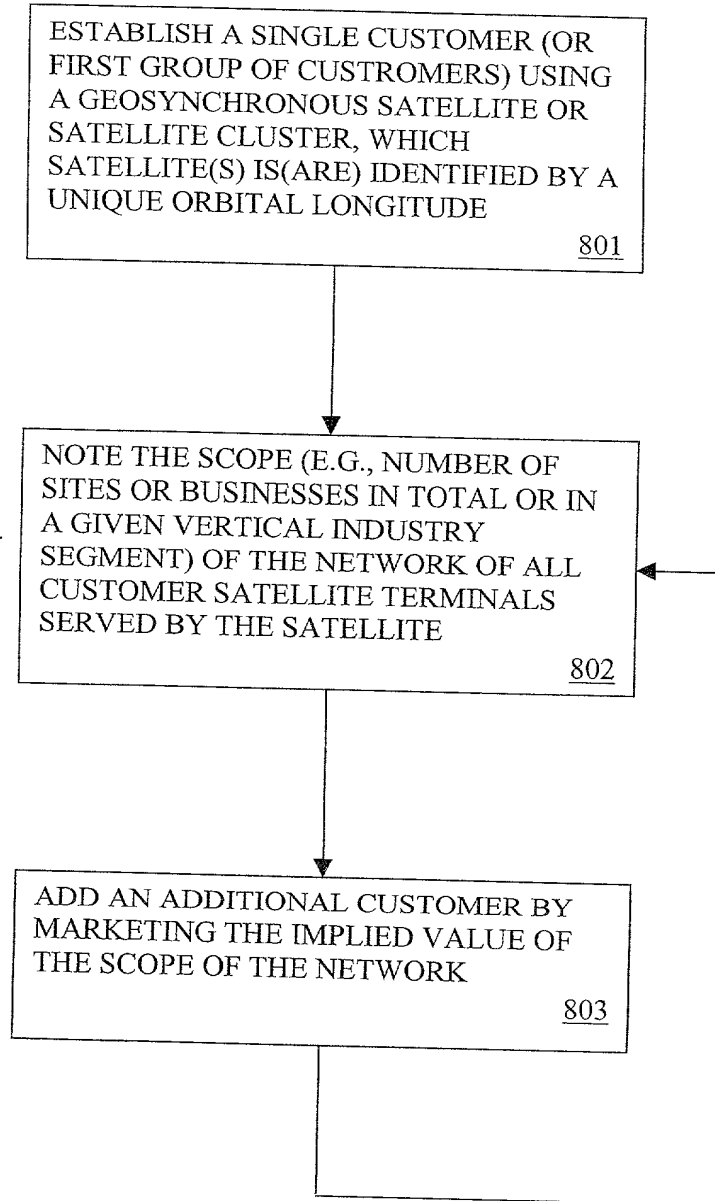 ESTABLISH A SINGLE CUSTOMER (OR
FIRST GROUP OF CUSTROMERS) USING
A GEOSYNCHRONOUS SATELLITE OR
SATELLITE CLUSTER, WHICH
SATELLITE(S) IS(ARE) IDENTIFIED BY A
UNIQUE ORBITAL LONGITUDE
801
NOTE THE SCOPE (E.G., NUMBER OF
SITES OR BUSINESSES IN TOTAL OR IN
A GIVEN VERTICAL INDUSTRY
SEGMENT) OF THE NETWORK OF ALL
CUSTOMER SATELLITE TERMINALS
SERVED BY THE SATELLITE
802
ADD AN ADDITIONAL CUSTOMER BY
MARKETING THE IMPLIED VALUE OF
THE SCOPE OF THE NETWORK
803